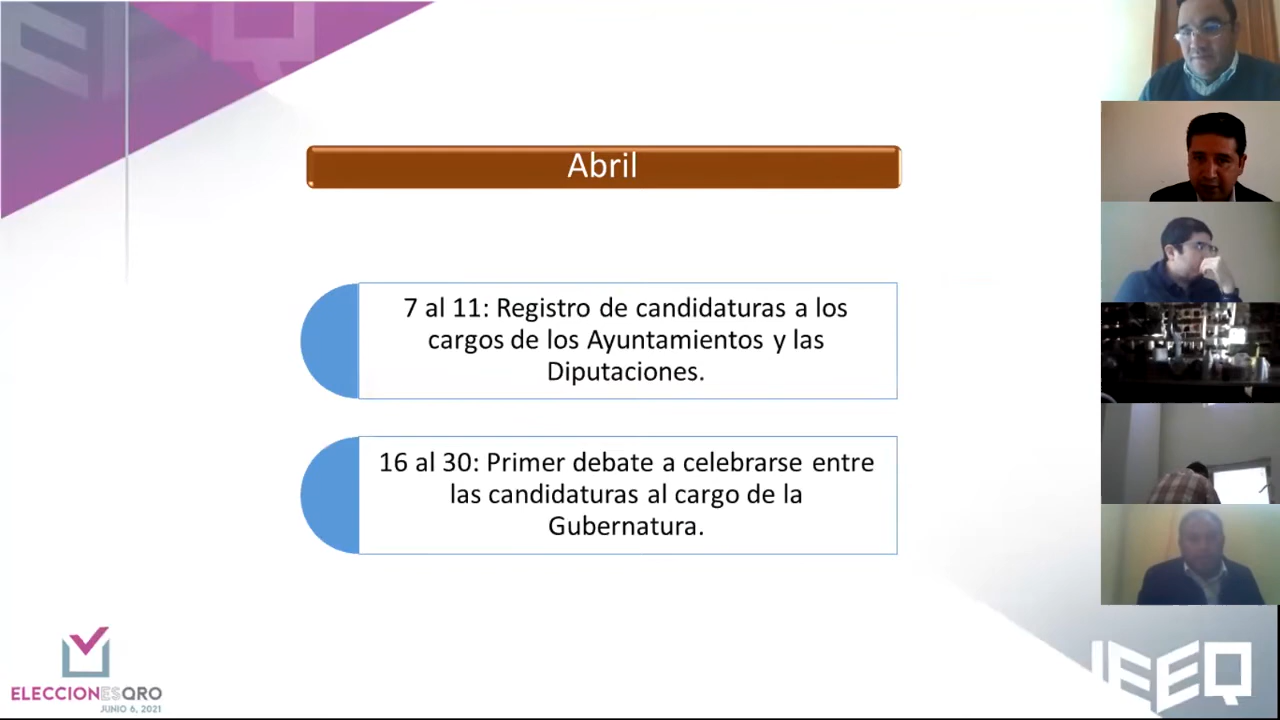 Abril
7 al 11: Registro de candidaturas a los
cargos de los Ayuntamientos y las
Diputaciones.
16 al 30: Primer debate a celebrarse entre
las candidaturas al cargo de la
Gubernatura.
ELECCIONESQRO
JUNIO 6, 2021
IEEQ